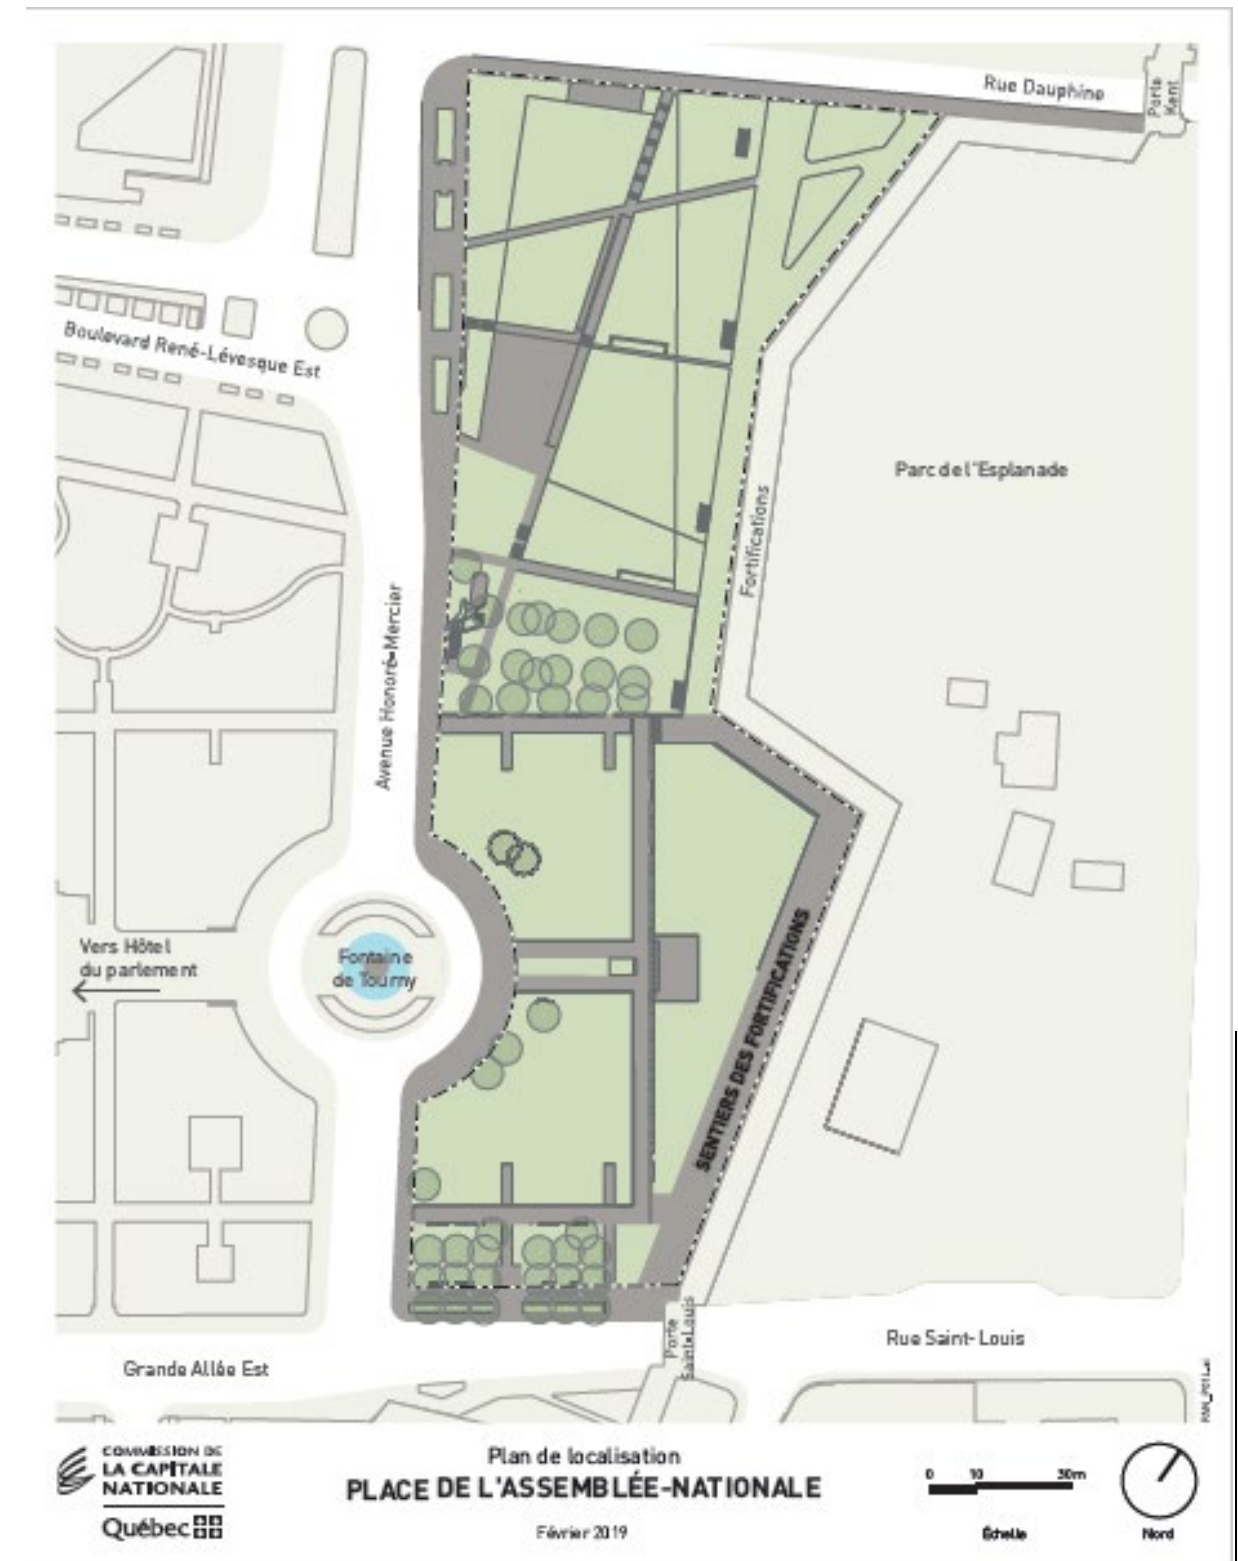 Rue Dauphine
Porte
Kent
Boulevard René-Lévesque Est
Parc de l'Esplanade
Fortifications
Avenue Honoré-Mercier
Vers Hôtel
du parlement
Fontaine
de Tourny
SENTIERS DES FORTIFICATIONS
Porte
Saint-Louis
Rue Saint-Louis
Grande Allée Est
COMMISSION DE
LA CAPITALE
NATIONALE
Québec
Plan de localisation
PLACE DE L'ASSEMBLÉE-NATIONALE
Février 2019
0 10 30m
Échelle
Nord